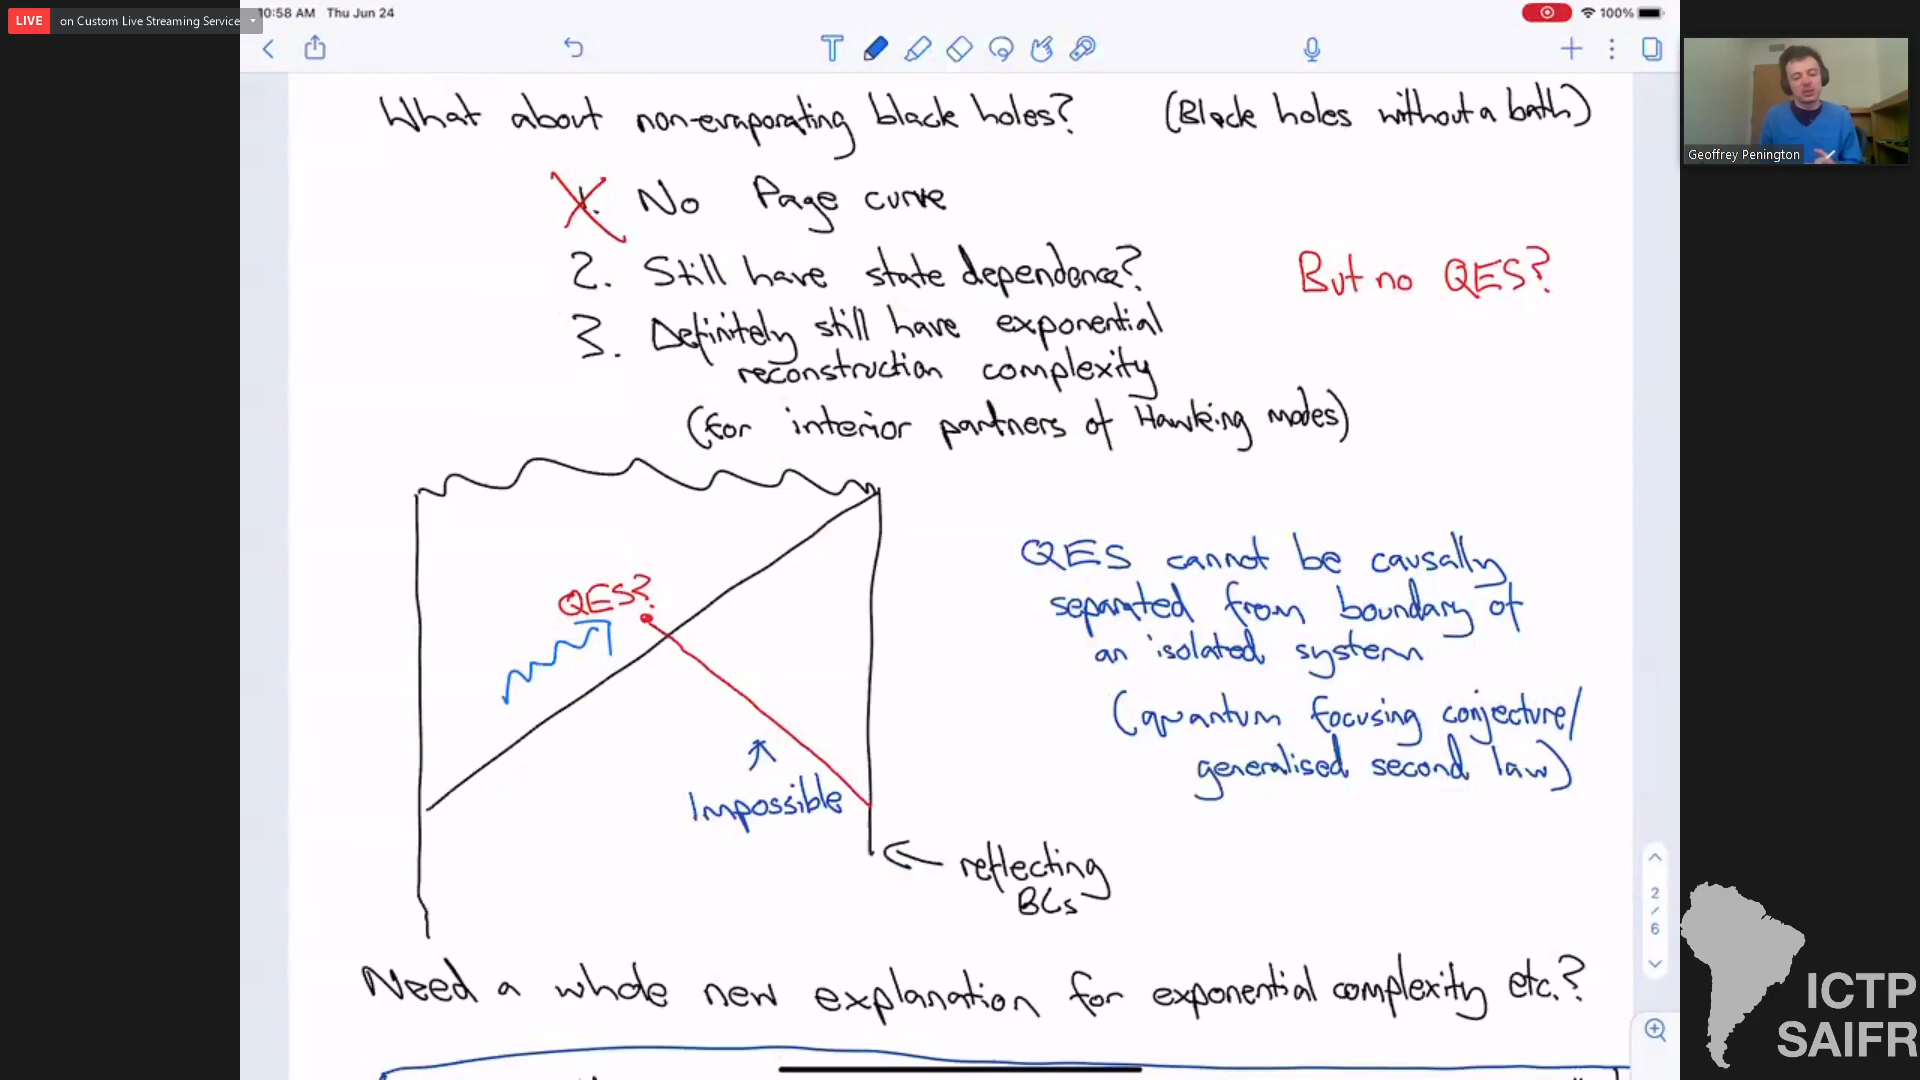 LIVE on Custom Live Streaming Service
10:58 AM Thu Jun 24
100%
Geoffrey Penington
What about non-evaporating black holes? (Black holes without a bath)
1. No Page curve
2. Still have state dependence?
But no QES?
3. Definitely still have exponential
reconstruction complexity
(For interior partners of Hawking modes)
QES?
QES cannot be causally
separated from boundary of
an isolated system
(quantum focusing conjecture/
generalised second law)
Impossible
reflecting
BCs
2
/
6
Need a whole new explanation for exponential complexity etc.?
ICTP
SAIFR